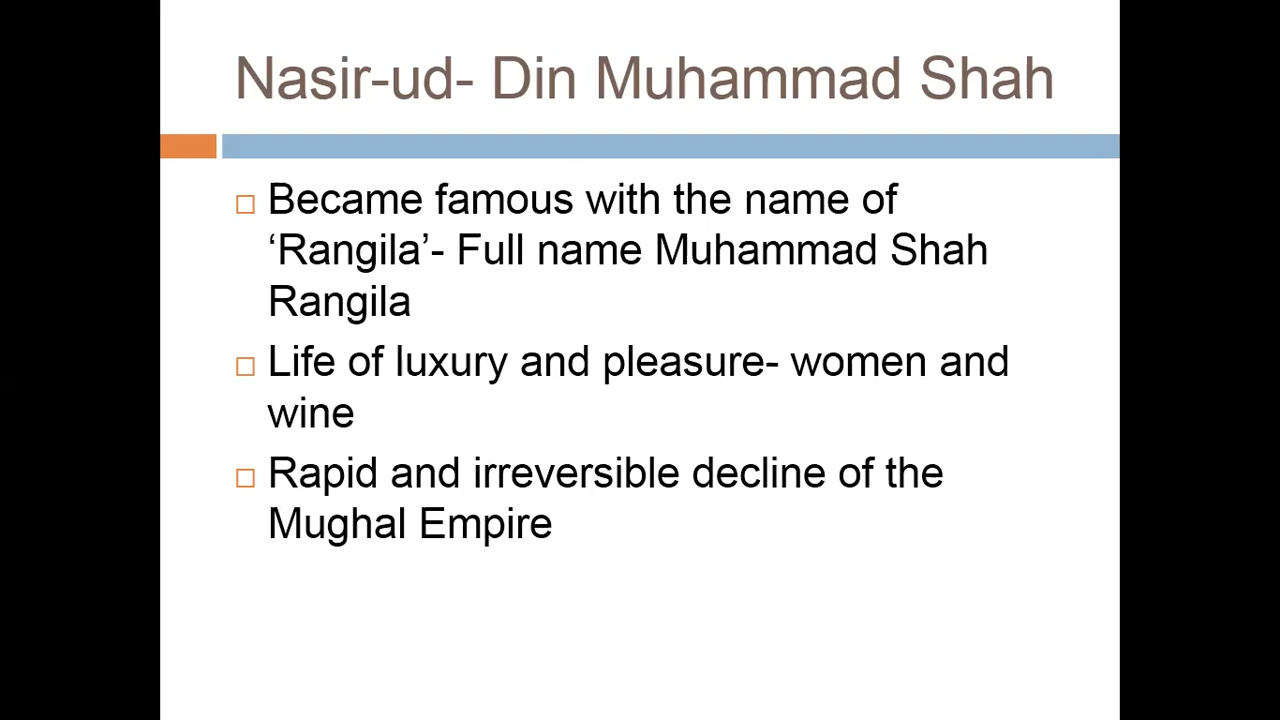 Nasir-ud- Din Muhammad Shah
Became famous with the name of
‘Rangila’- Full name Muhammad Shah
Rangila
Life of luxury and pleasure- women and
wine
Rapid and irreversible decline of the
Mughal Empire